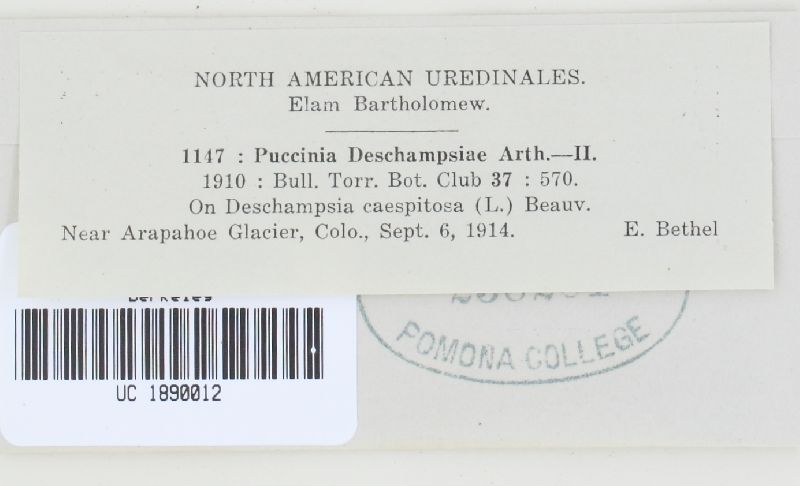 NORTH AMERICAN UREDINALES.
Elam Bartholomew.
1147 : Puccinia Deschampsiae Arth.—II.
1910 : Bull. Torr. Bot. Club 37 : 570.
On Deschampsia caespitosa (L.) Beauv.
Near Arapahoe Glacier, Colo., Sept. 6, 1914. E. Bethel
Berkeley
UC 1890012
POMONA COLLEGE